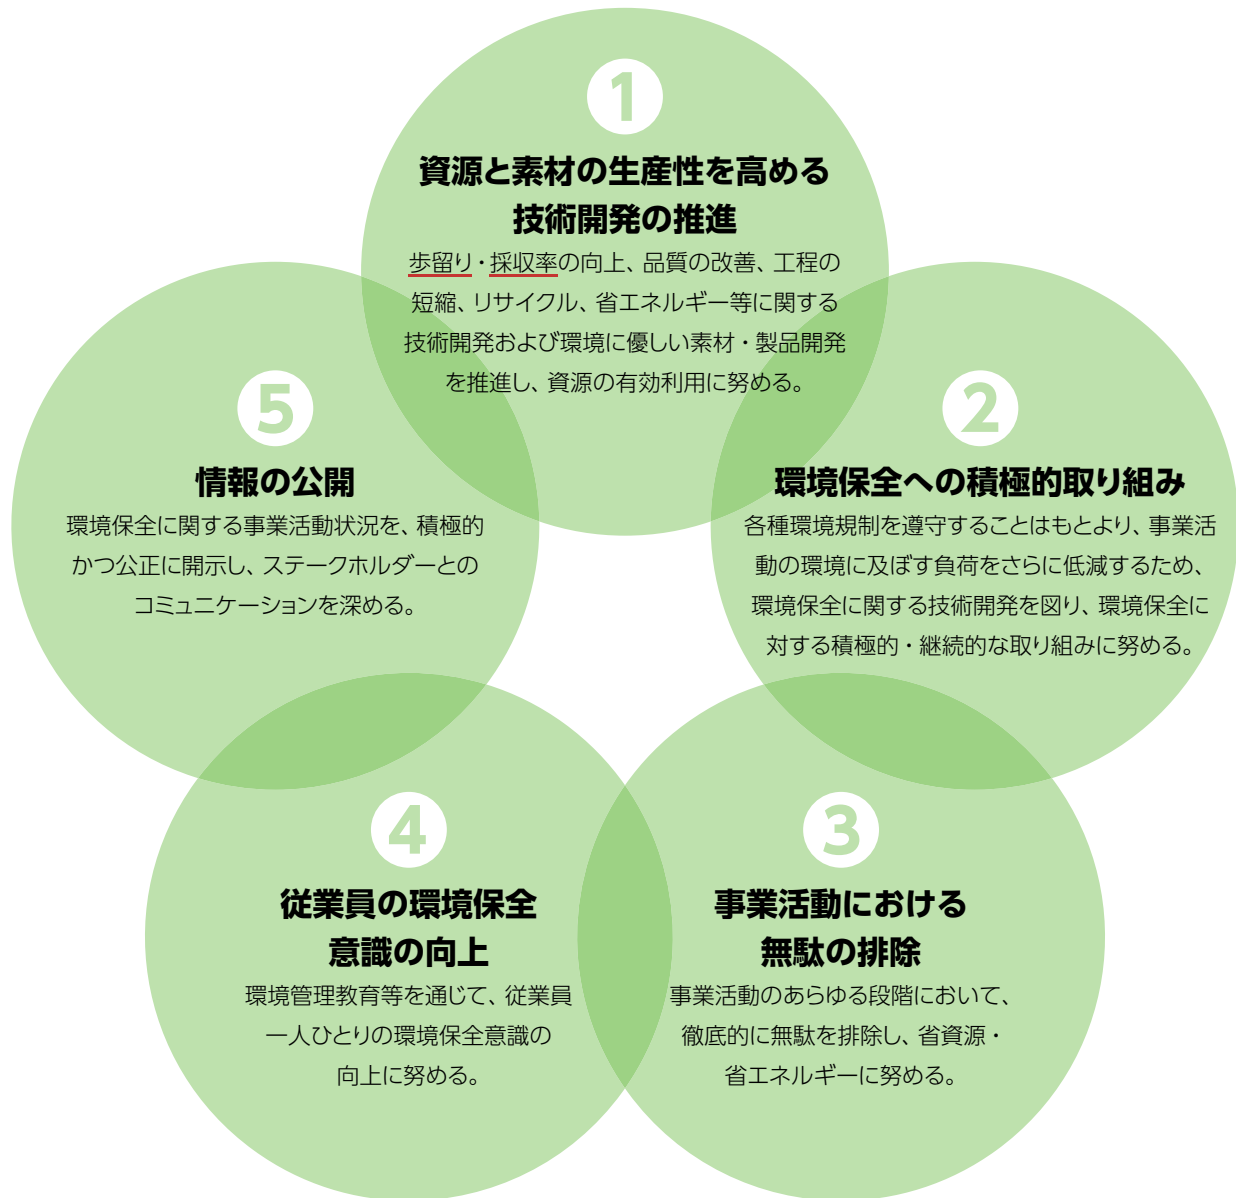 1
資源と素材の生産性を高める
技術開発の推進
歩留り・採収率の向上、品質の改善、工程の
短縮、リサイクル、省エネルギー等に関する
技術開発および環境に優しい素材・製品開発
を推進し、資源の有効利用に努める。
2
環境保全への積極的取り組み
各種環境規制を遵守することはもとより、事業活
動の環境に及ぼす負荷をさらに低減するため、
環境保全に関する技術開発を図り、環境保全に
対する積極的・継続的な取り組みに努める。
3
事業活動における
無駄の排除
事業活動のあらゆる段階において、
徹底的に無駄を排除し、省資源・
省エネルギーに努める。
4
従業員の環境保全
意識の向上
環境管理教育等を通じて、従業員
一人ひとりの環境保全意識の
向上に努める。
5
情報の公開
環境保全に関する事業活動状況を、積極的
かつ公正に開示し、ステークホルダーとの
コミュニケーションを深める。